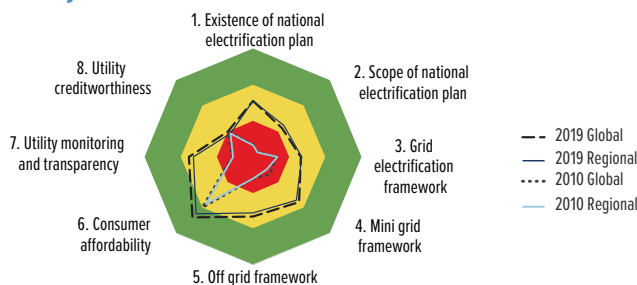 1. Existence of national
electrification plan
2. Scope of national
electrification plan
3. Grid
electrification
framework
4. Mini grid
framework
5. Off grid framework
6. Consumer
affordability
7. Utility monitoring
and transparency
8. Utility
creditworthiness
2019 Global
2019 Regional
2010 Global
2010 Regional